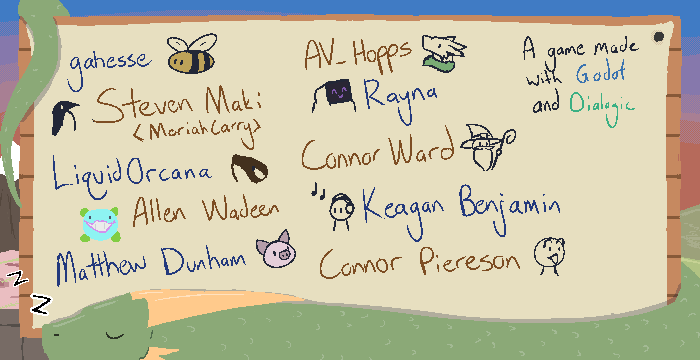 gahesse
Steven Maki
<MoriahCarry>
LiquidOrcana
Allen Wadeen
Matthew Dunham
AV_Hopps
Rayna
Connor Ward
Keagan Benjamin
Connor Piereson
A game made
with Godot
and Dialogic
Z
Z